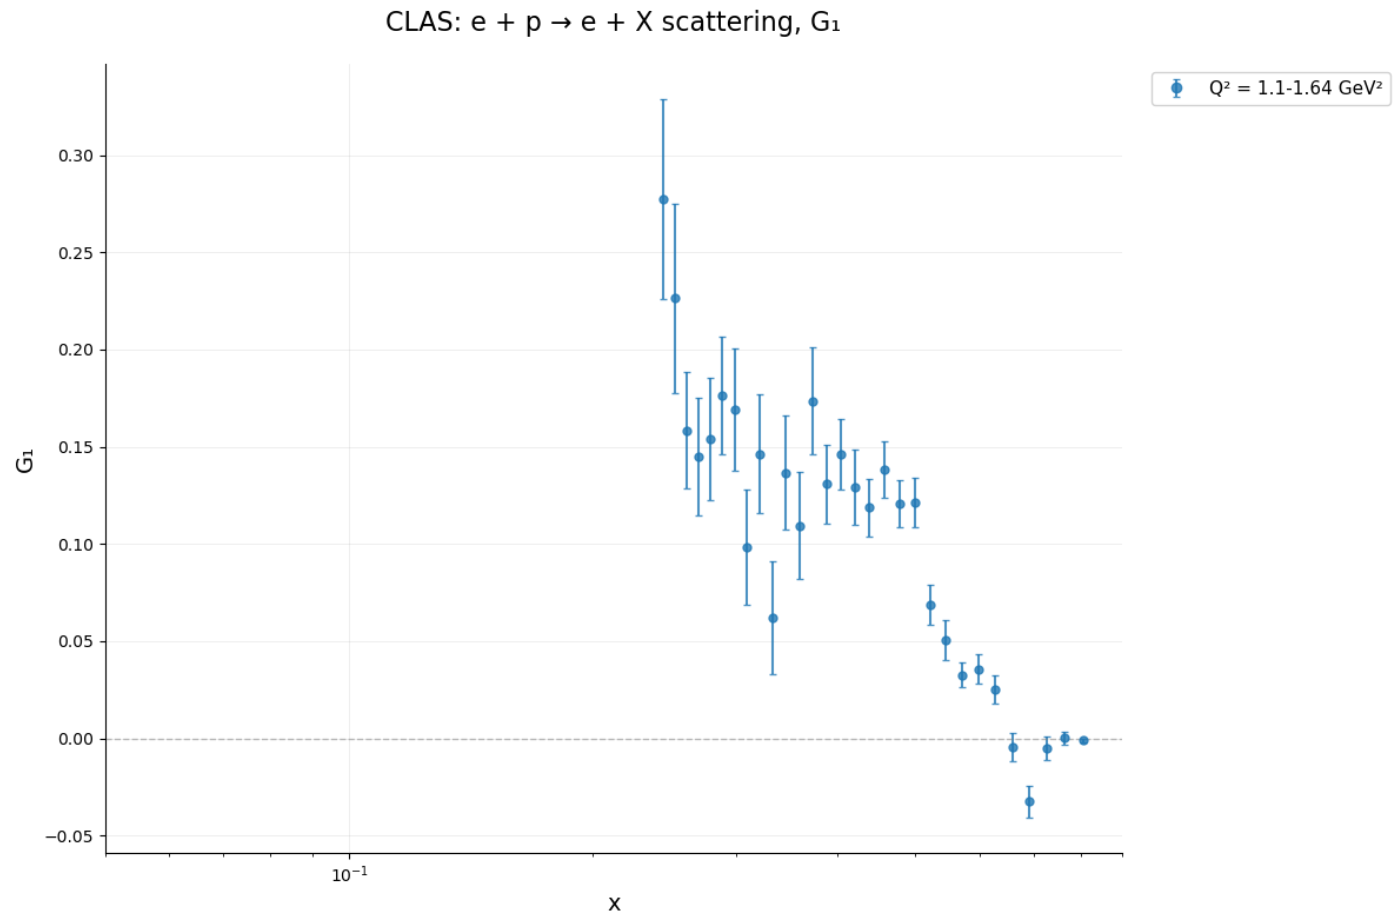 CLAS: e + p → e + X scattering, G₁
Q² = 1.1-1.64 GeV²
0.30
0.25
0.20
0.15
0.10
0.05
0.00
−0.05
G₁
10⁻¹
x